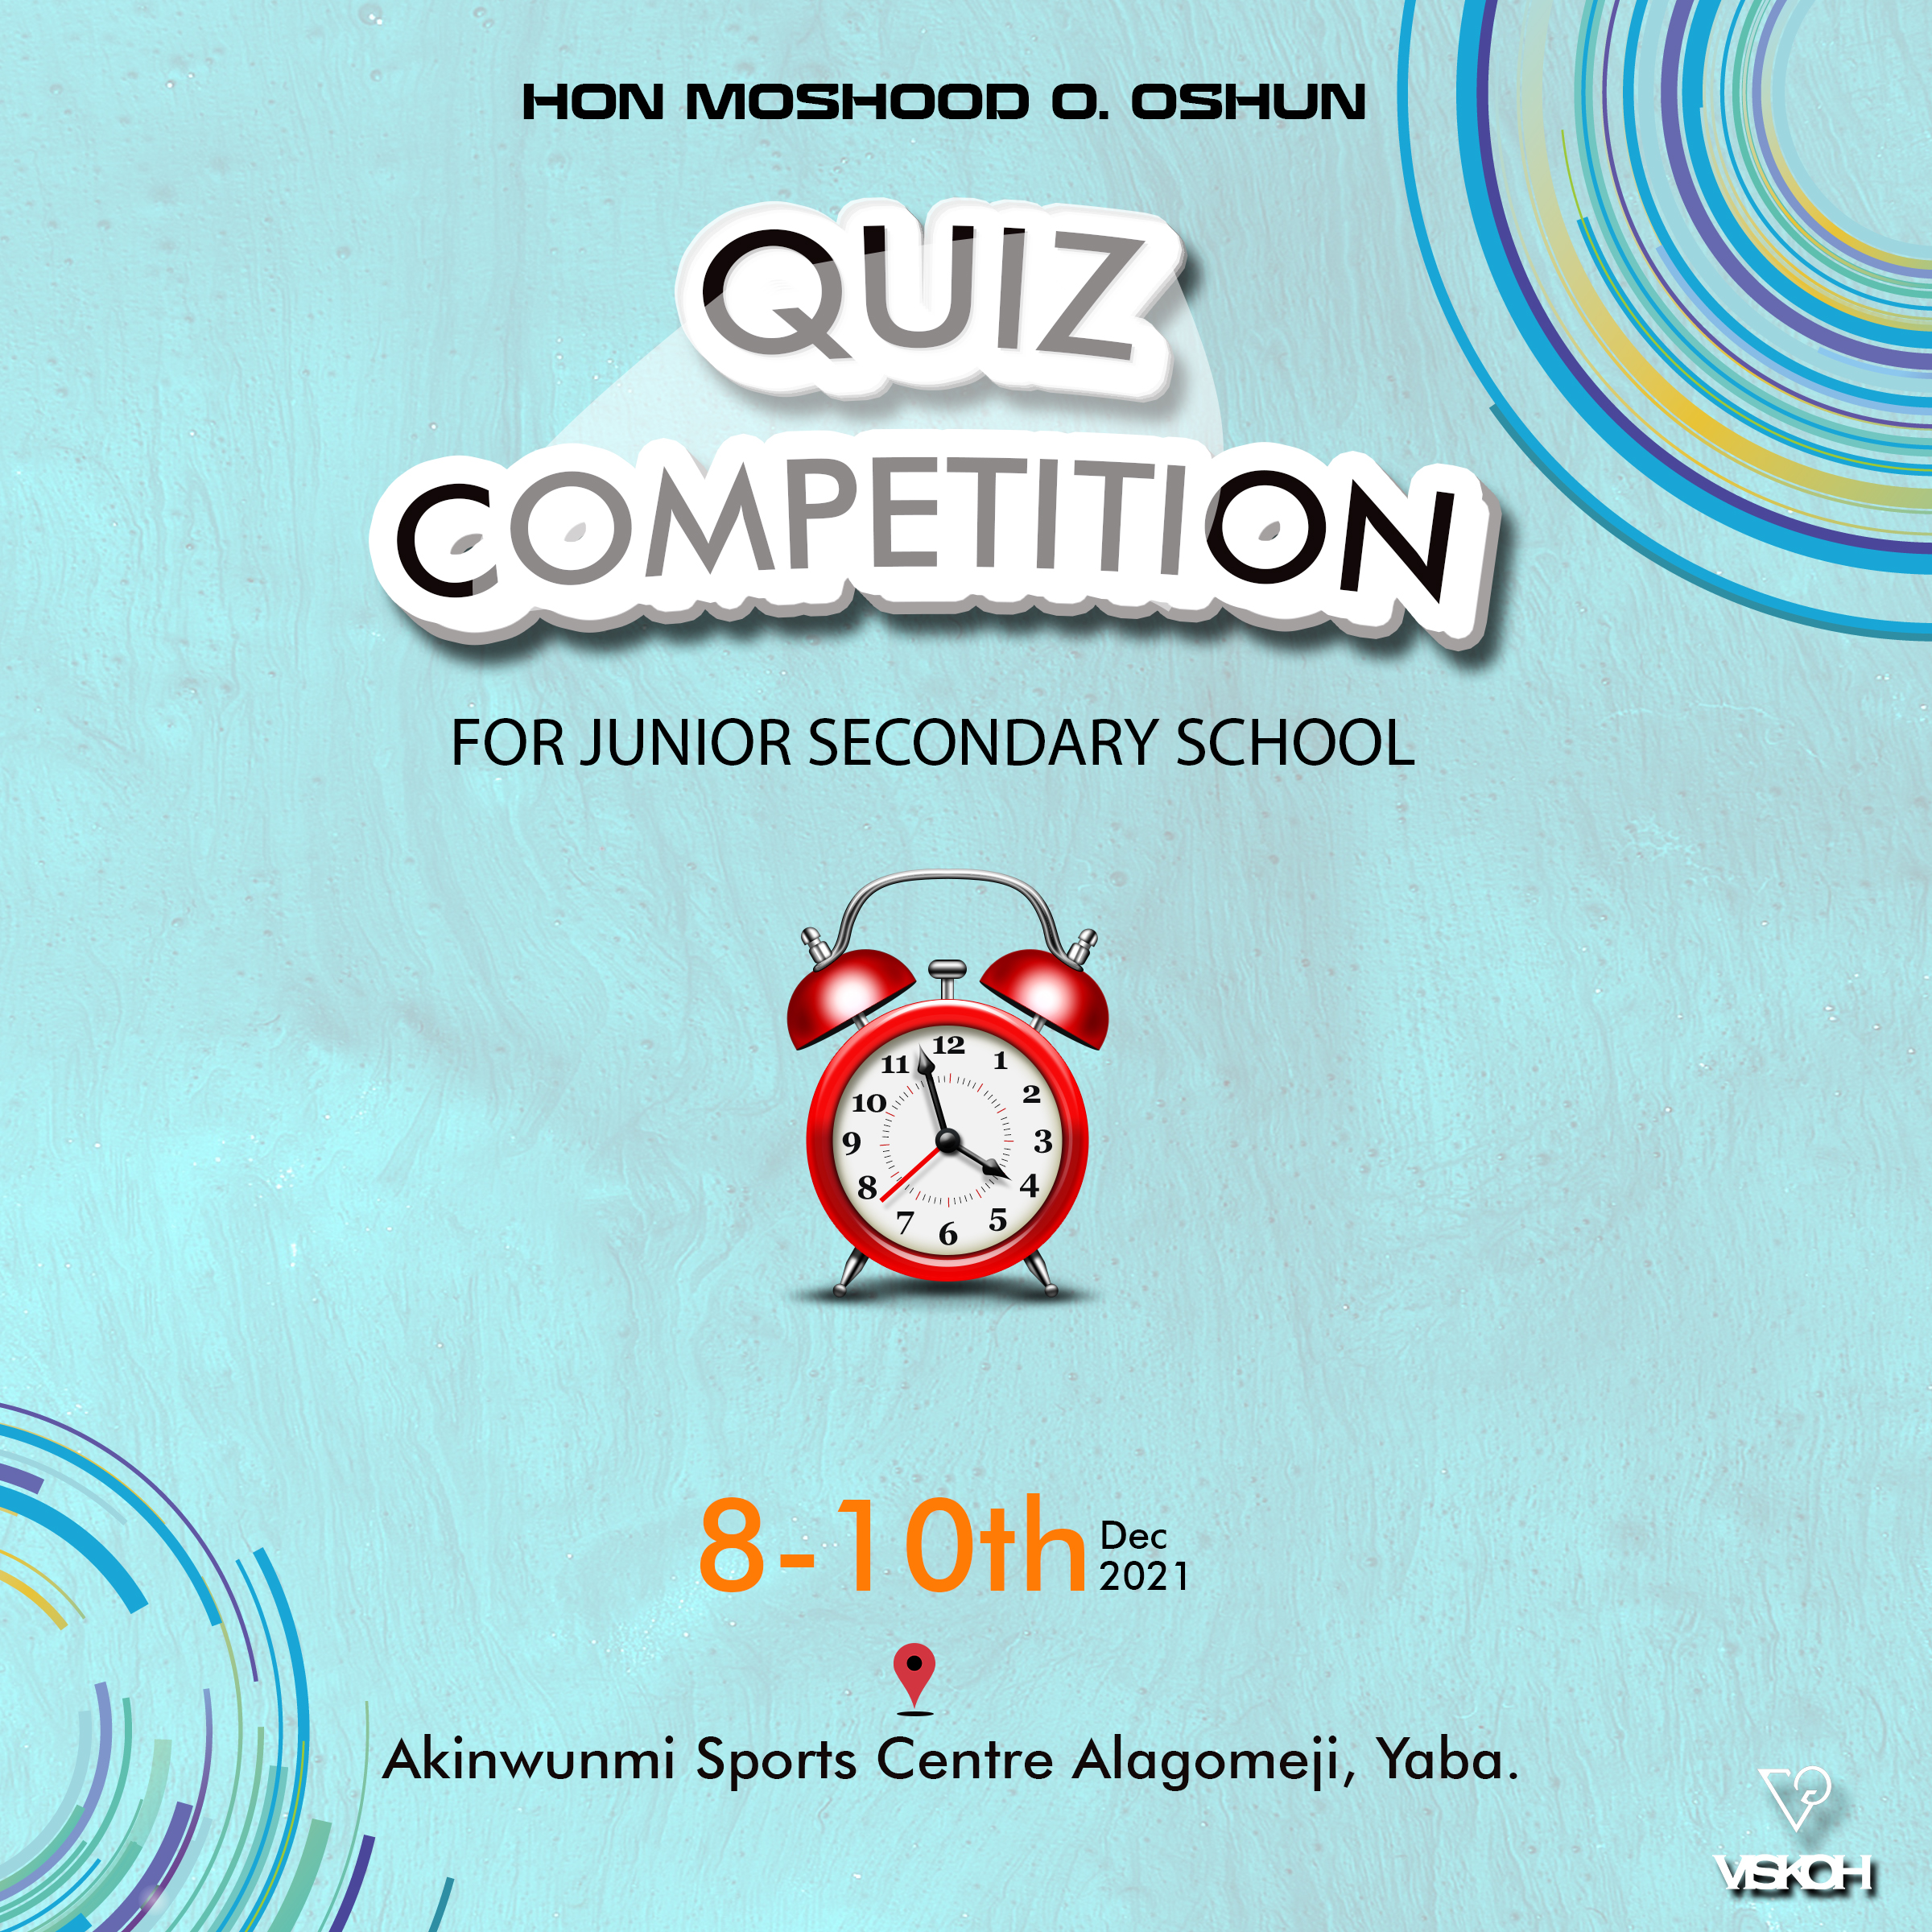 HON MOSHOOD O. OSHUN
QUIZ
COMPETITION
FOR JUNIOR SECONDARY SCHOOL
12
11 1
10 2
9 3
8 4
7 5
6
8-10th Dec
2021
Akinwunmi Sports Centre Alagomeji, Yaba.
VISKOH